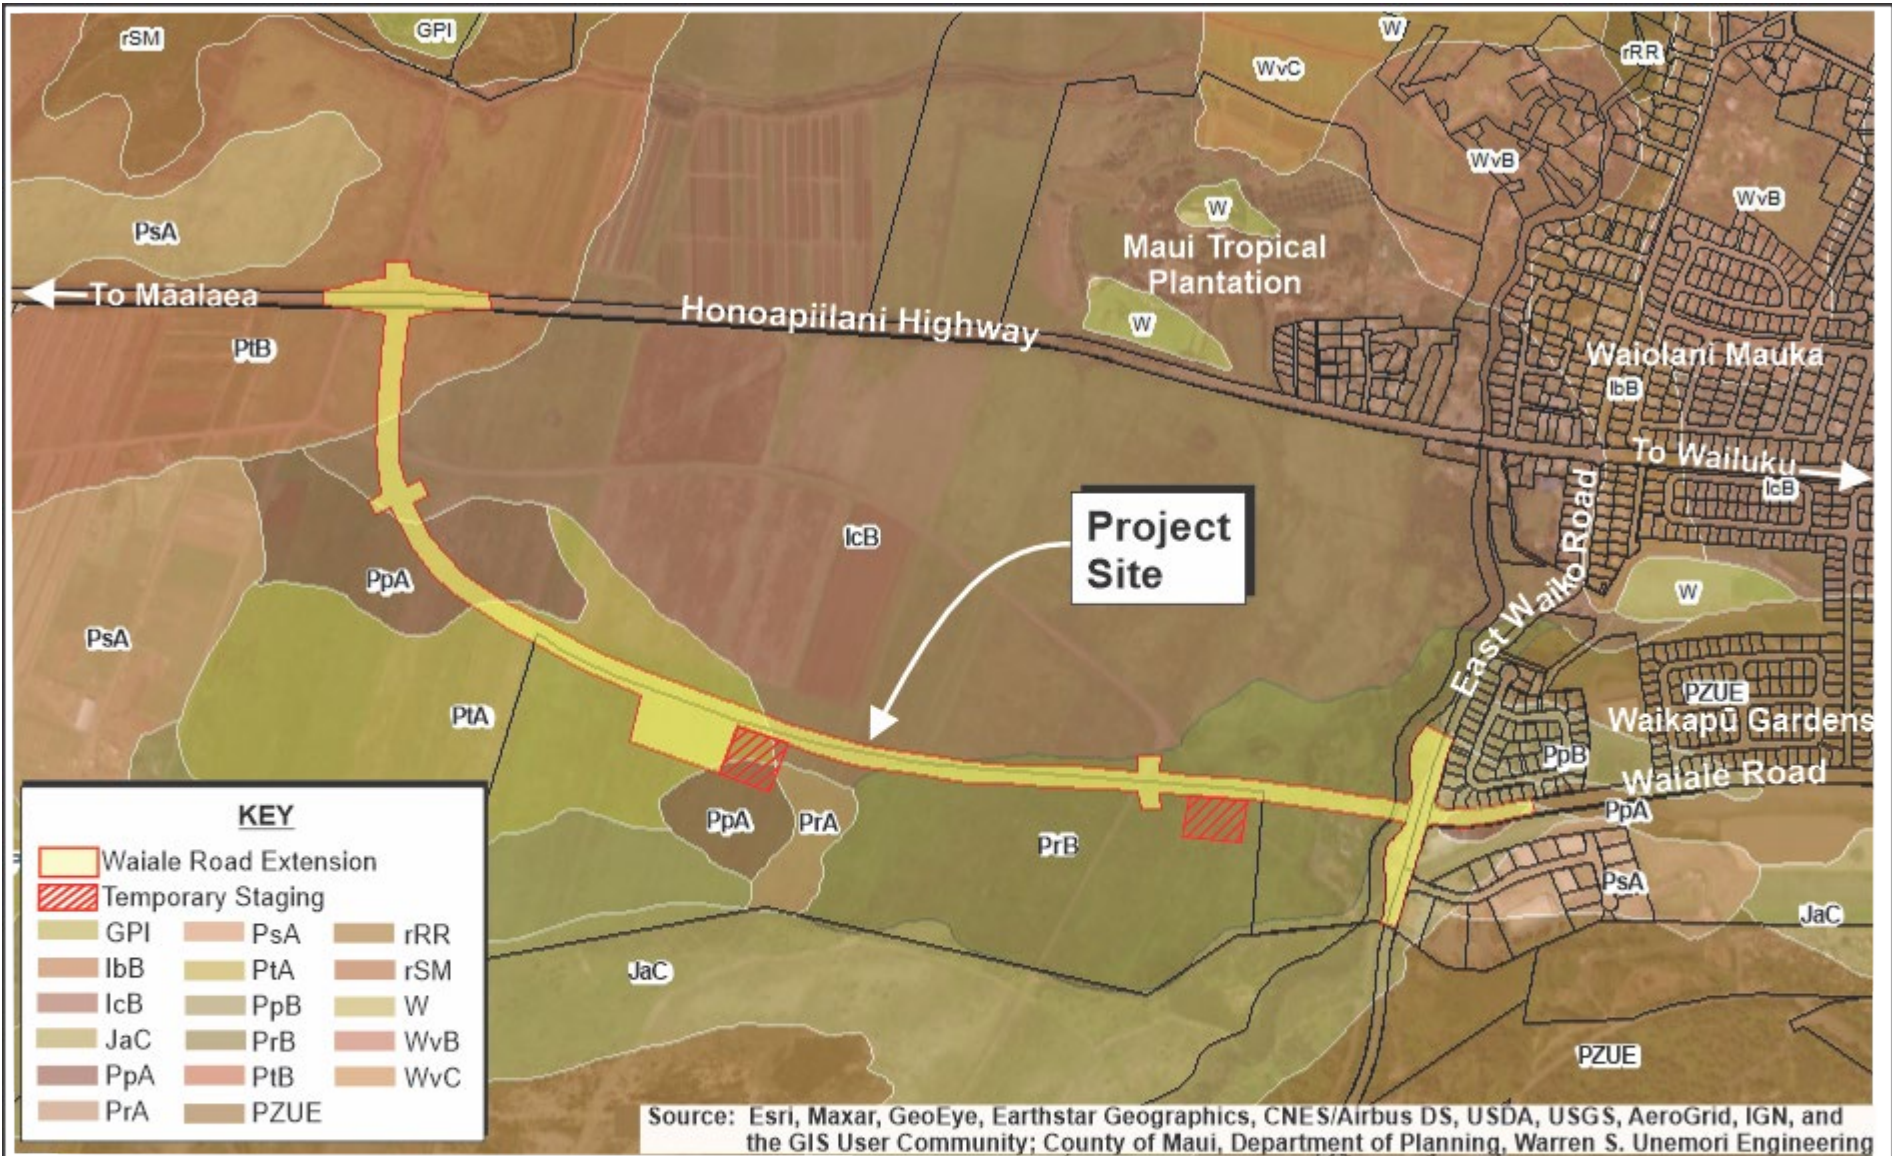 rSM
GPI
W
rRR
WvC
WvB
WvB
W
PsA
Maui Tropical
Plantation
To Māalaea
Honoapiilani Highway
W
PtB
Waiolani Mauka
IbB
To Wailuku
IcB
Project
Site
IcB
East Waiko Road
PpA
W
PsA
PtA
PZUE
Waikapū Gardens
PpB
Waiale Road
PpA
PpA
PrA
PrB
PsA
JaC
JaC
PZUE
KEY
Waiale Road Extension
Temporary Staging
GPI
IbB
IcB
JaC
PpA
PrA
PsA
PtA
PpB
PrB
PtB
PZUE
rRR
rSM
W
WvB
WvC
Source: Esri, Maxar, GeoEye, Earthstar Geographics, CNES/Airbus DS, USDA, USGS, AeroGrid, IGN, and
the GIS User Community; County of Maui, Department of Planning, Warren S. Unemori Engineering